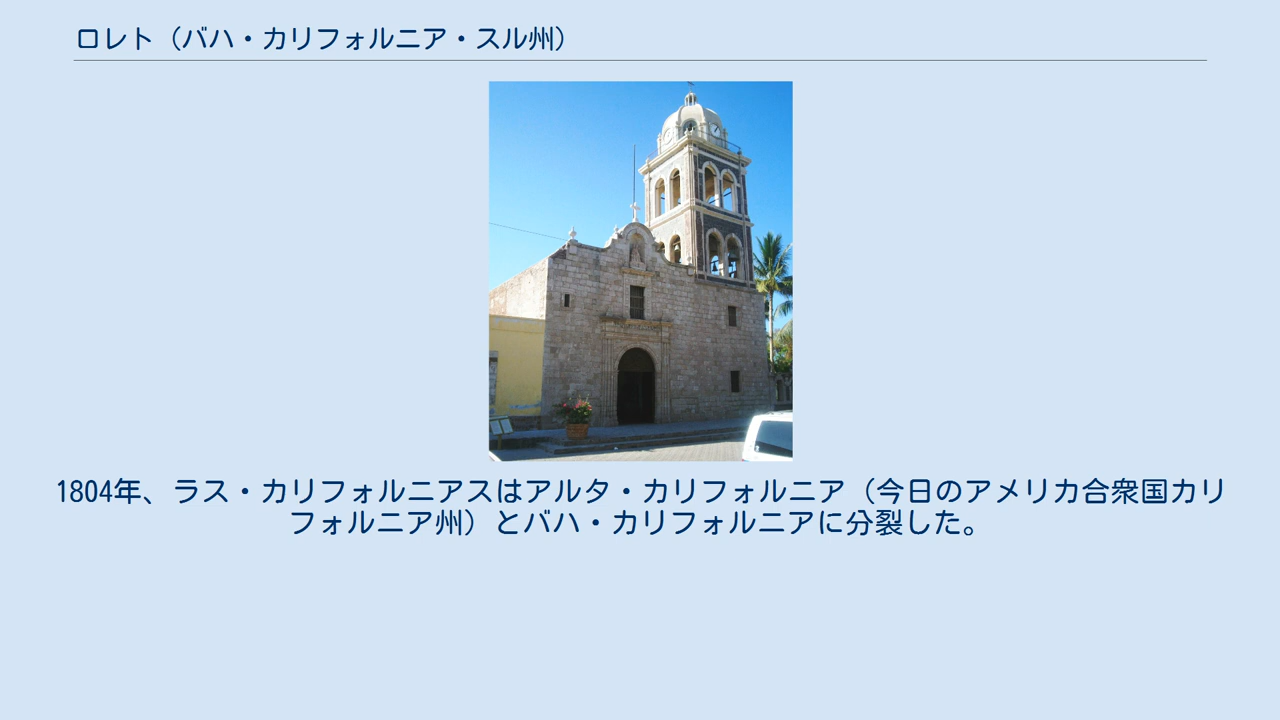 ロレト（バハ・カリフォルニア・スル州）
1804年、ラス・カリフォルニアスはアルタ・カリフォルニア（今日のアメリカ合衆国カリ
フォルニア州）とバハ・カリフォルニアに分裂した。